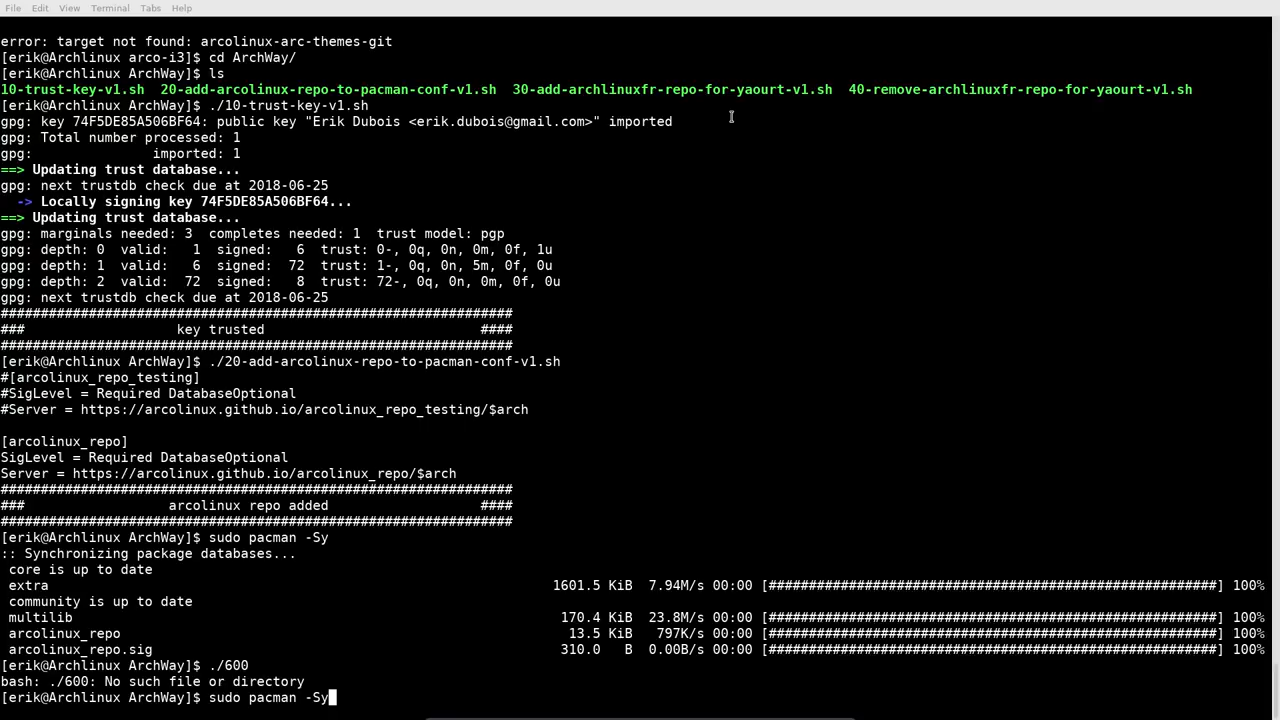 File Edit View Terminal Tabs Help
error: target not found: arcolinux-arc-themes-git
[erik@Archlinux arco-i3]$ cd ArchWay/
[erik@Archlinux ArchWay]$ ls
10-trust-key-v1.sh  20-add-arcolinux-repo-to-pacman-conf-v1.sh  30-add-archlinuxfr-repo-for-yaourt-v1.sh  40-remove-archlinuxfr-repo-for-yaourt-v1.sh
[erik@Archlinux ArchWay]$ ./10-trust-key-v1.sh
gpg: key 74F5DE85A506BF64: public key "Erik Dubois <erik.dubois@gmail.com>" imported
gpg: Total number processed: 1
gpg:               imported: 1
==> Updating trust database...
gpg: next trustdb check due at 2018-06-25
  -> Locally signing key 74F5DE85A506BF64...
==> Updating trust database...
gpg: marginals needed: 3  completes needed: 1  trust model: pgp
gpg: depth: 0  valid:   1  signed:   6  trust: 0-, 0q, 0n, 0m, 0f, 1u
gpg: depth: 1  valid:   6  signed:  72  trust: 1-, 0q, 0n, 5m, 0f, 0u
gpg: depth: 2  valid:  72  signed:   8  trust: 72-, 0q, 0n, 0m, 0f, 0u
gpg: next trustdb check due at 2018-06-25
################################################################
###                   key trusted                           ####
################################################################
[erik@Archlinux ArchWay]$ ./20-add-arcolinux-repo-to-pacman-conf-v1.sh
#[arcolinux_repo_testing]
#SigLevel = Required DatabaseOptional
#Server = https://arcolinux.github.io/arcolinux_repo_testing/$arch
[arcolinux_repo]
SigLevel = Required DatabaseOptional
Server = https://arcolinux.github.io/arcolinux_repo/$arch
################################################################
###                  arcolinux repo added                   ####
################################################################
[erik@Archlinux ArchWay]$ sudo pacman -Sy
:: Synchronizing package databases...
 core is up to date
 extra                                                               1601.5 KiB  7.94M/s 00:00 [########################################################] 100%
 community is up to date
 multilib                                                             170.4 KiB  23.8M/s 00:00 [########################################################] 100%
 arcolinux_repo                                                        13.5 KiB   797K/s 00:00 [########################################################] 100%
 arcolinux_repo.sig                                                   310.0   B  0.00B/s 00:00 [########################################################] 100%
[erik@Archlinux ArchWay]$ ./600
bash: ./600: No such file or directory
[erik@Archlinux ArchWay]$ sudo pacman -Sy